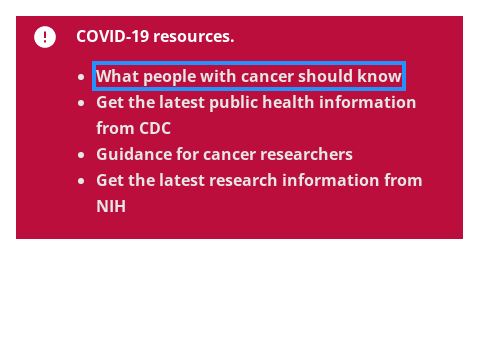 COVID-19 resources.
What people with cancer should know
Get the latest public health information
from CDC
Guidance for cancer researchers
Get the latest research information from
NIH